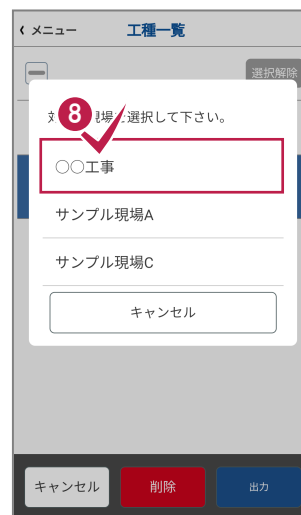 ‹ メニュー 工種一覧
選択解除
8
現場を選択して下さい。
○○工事
サンプル現場A
サンプル現場C
キャンセル
キャンセル 削除 出力